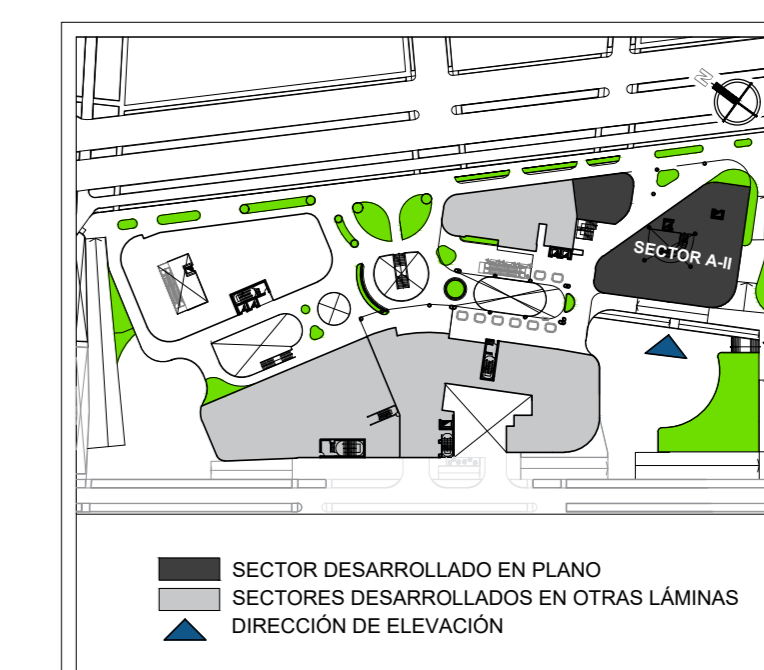 N
SECTOR A-II
SECTOR DESARROLLADO EN PLANO
SECTORES DESARROLLADOS EN OTRAS LÁMINAS
DIRECCIÓN DE ELEVACIÓN